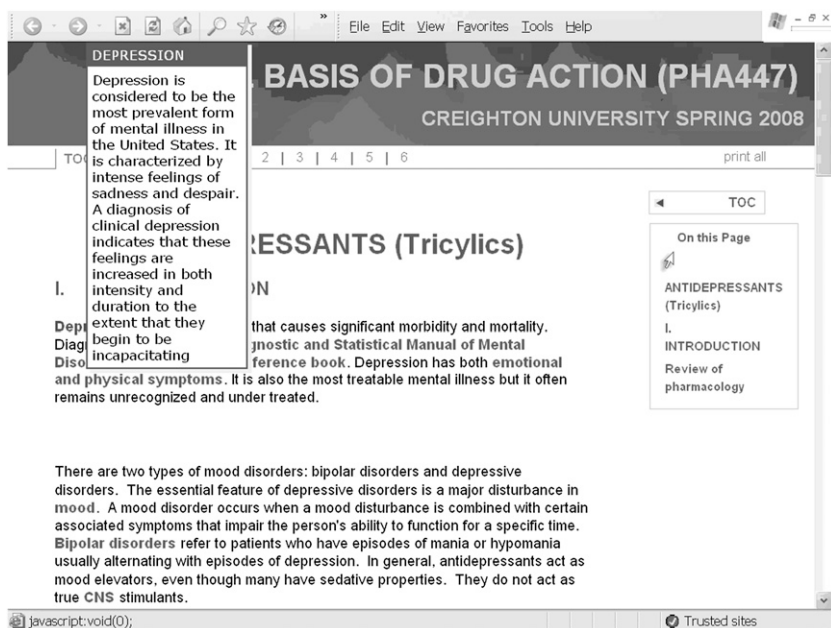 » File Edit View Favorites Tools Help
DEPRESSION
Depression is
considered to be the
most prevalent form
of mental illness in
the United States. It
is characterized by
intense feelings of
sadness and despair.
A diagnosis of
clinical depression
indicates that these
feelings are
increased in both
intensity and
duration to the
extent that they
begin to be
incapacitating
BASIS OF DRUG ACTION (PHA447)
CREIGHTON UNIVERSITY SPRING 2008
2 | 3 | 4 | 5 | 6 print all
TOC
On this Page
ANTIDEPRESSANTS
(Tricylics)
I.
INTRODUCTION
Review of
pharmacology
ESSANTS (Tricylics)
I. ON
that causes significant morbidity and mortality.
gnostic and Statistical Manual of Mental
ference book. Depression has both emotional
and physical symptoms. It is also the most treatable mental illness but it often
remains unrecognized and under treated.
There are two types of mood disorders: bipolar disorders and depressive
disorders. The essential feature of depressive disorders is a major disturbance in
mood. A mood disorder occurs when a mood disturbance is combined with certain
associated symptoms that impair the person's ability to function for a specific time.
Bipolar disorders refer to patients who have episodes of mania or hypomania
usually alternating with episodes of depression. In general, antidepressants act as
mood elevators, even though many have sedative properties. They do not act as
true CNS stimulants.
javascript:void(0); Trusted sites